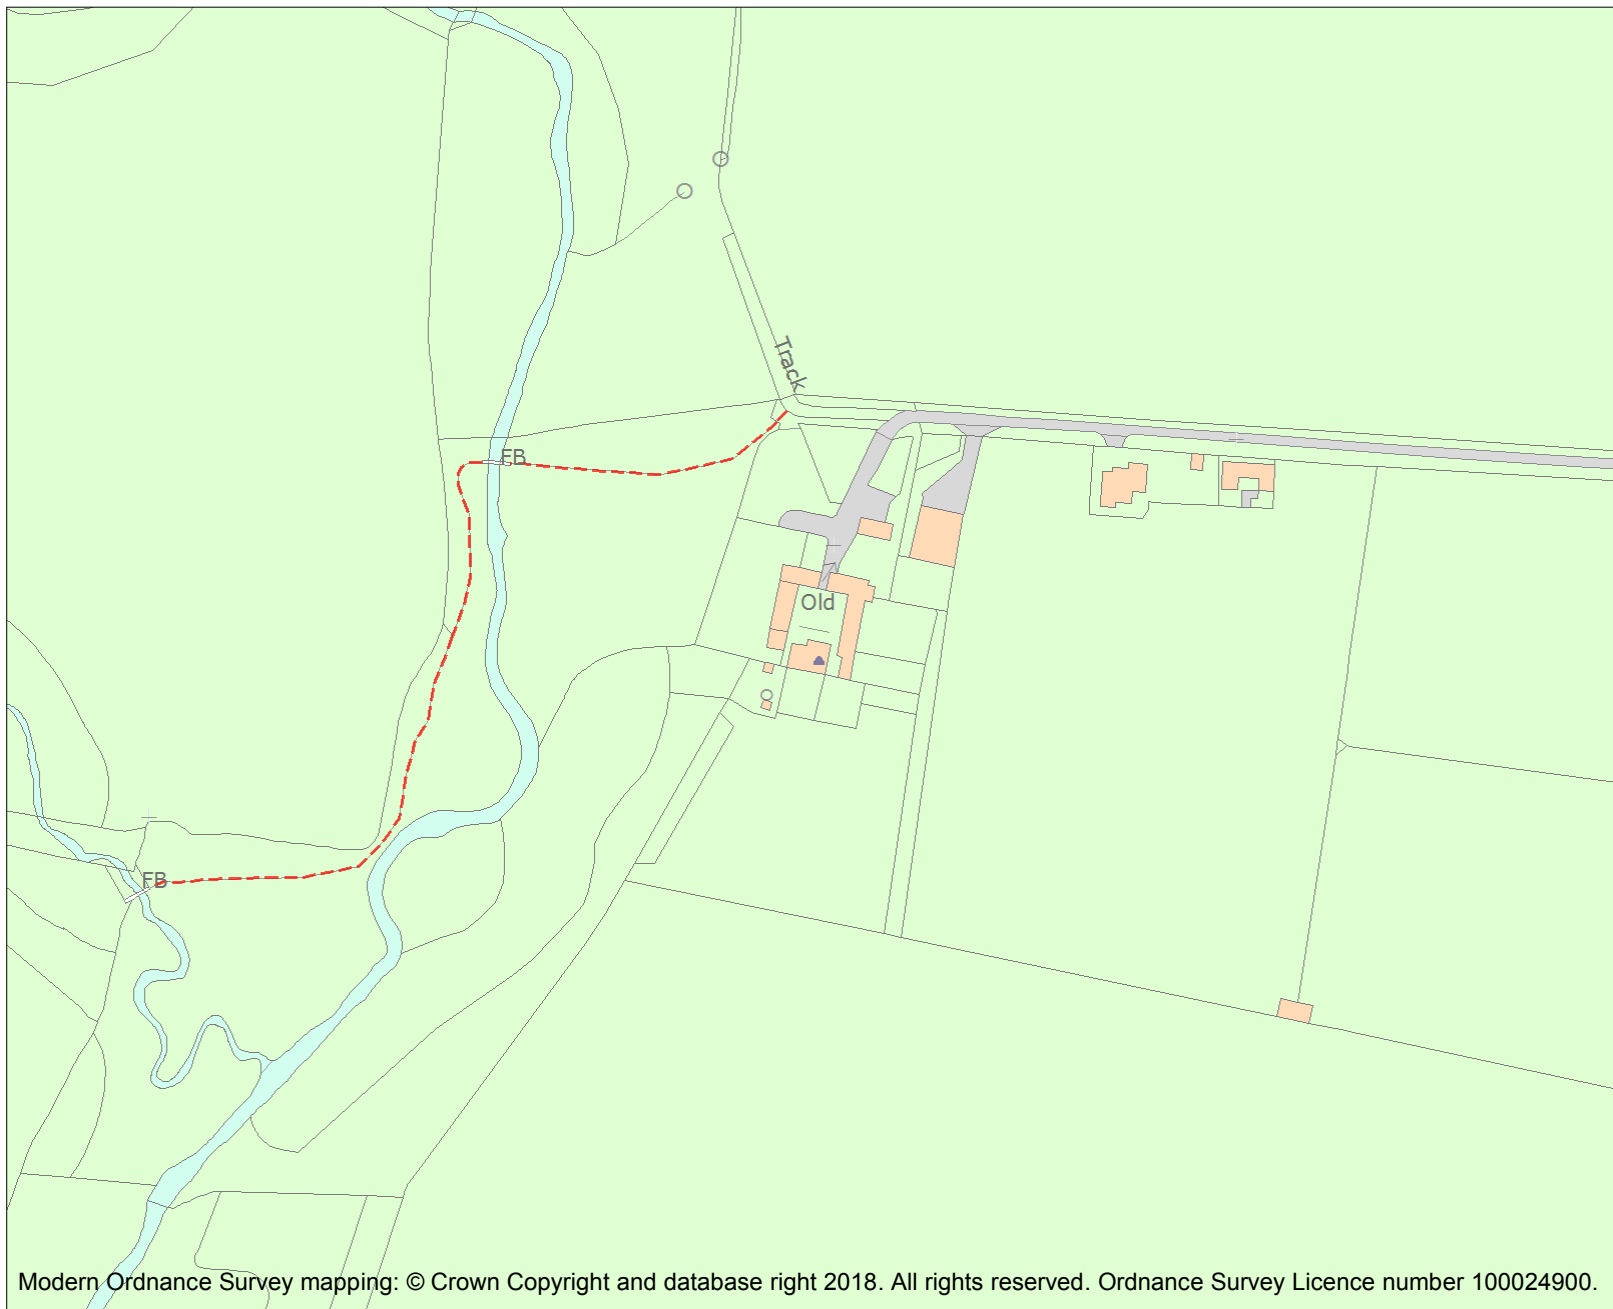 Track
FB
Old
FB
Modern Ordnance Survey mapping: © Crown Copyright and database right 2018. All rights reserved. Ordnance Survey Licence number 100024900.